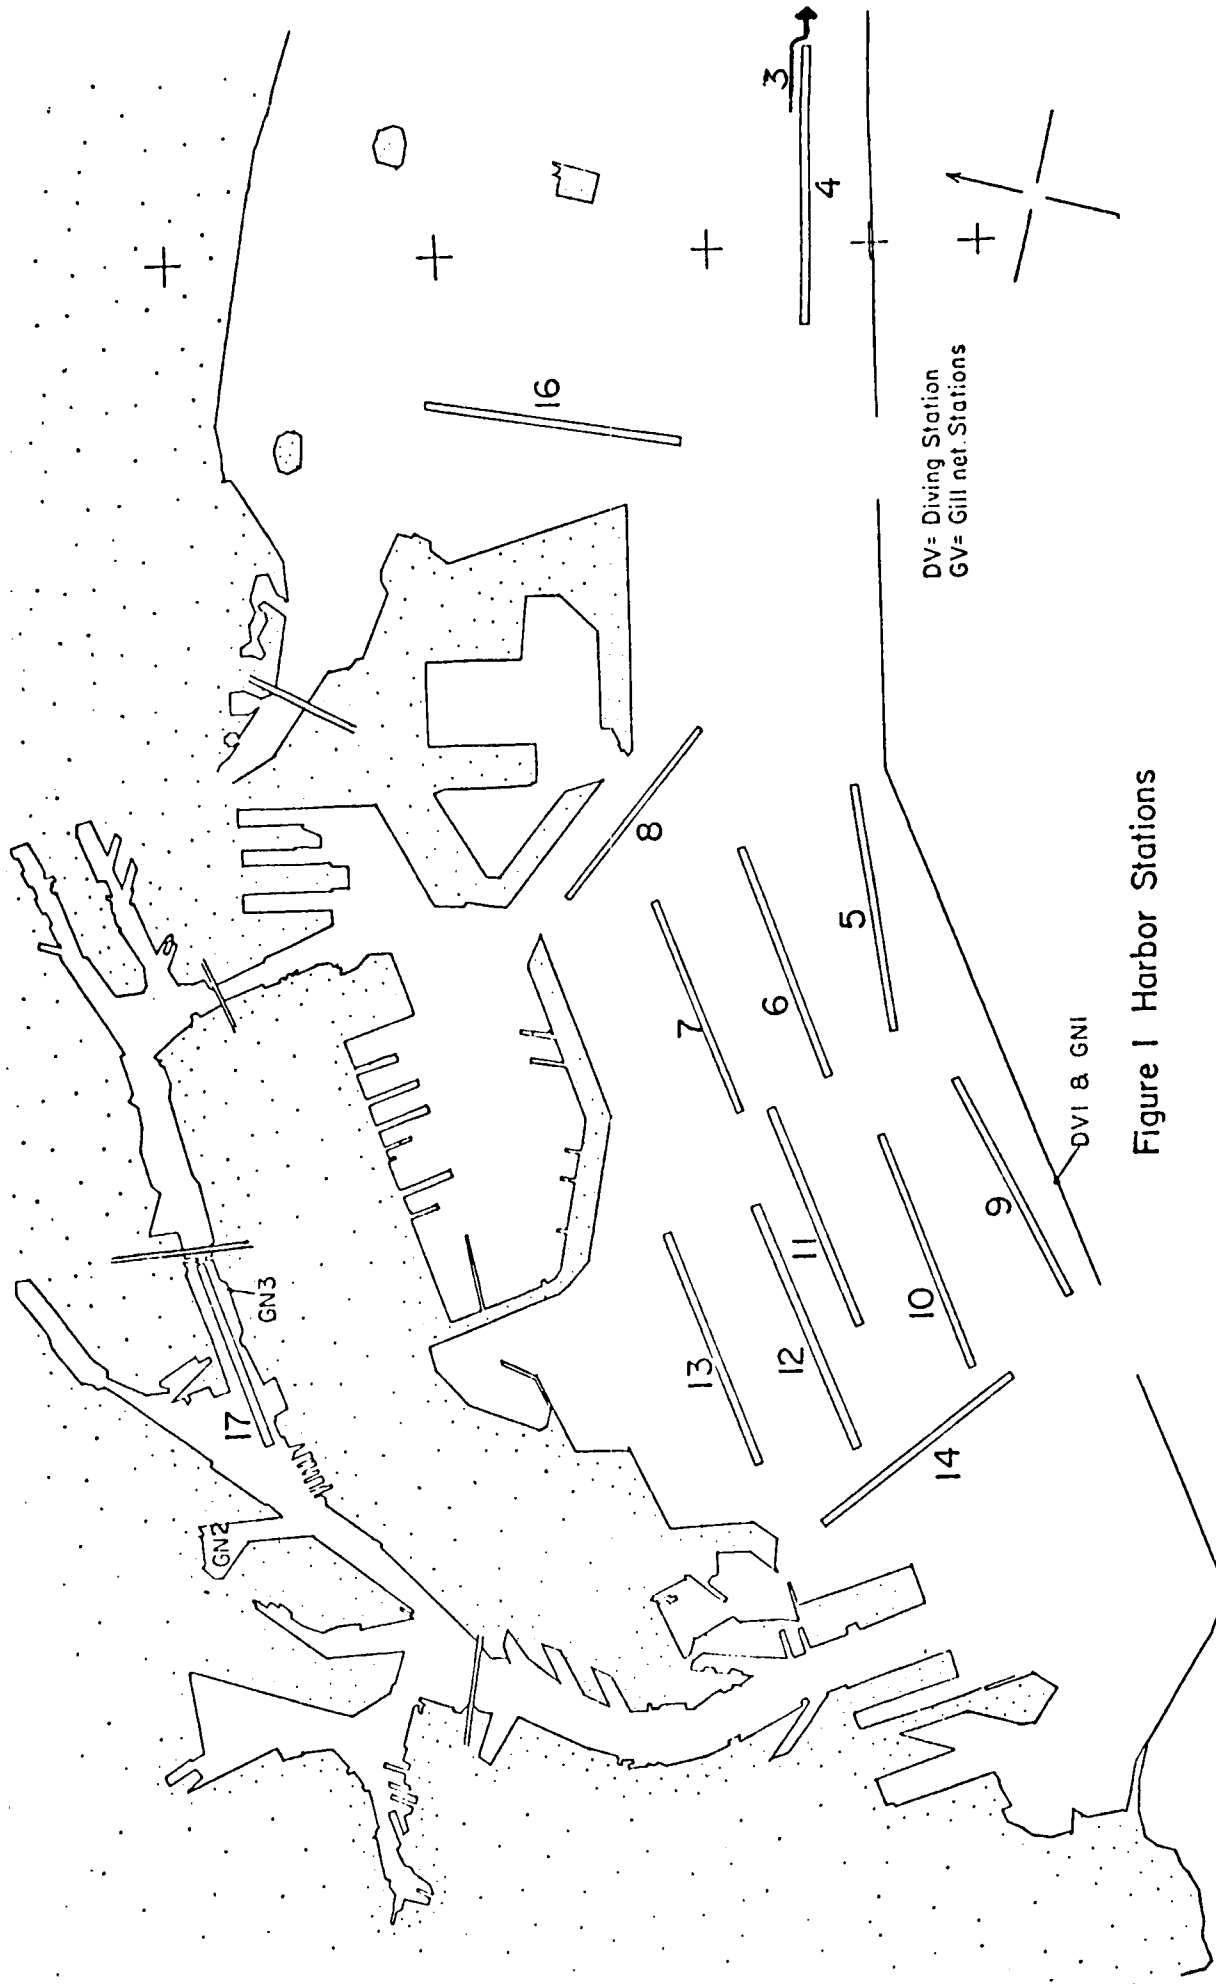 3
4
16
DV= Diving Station
GV= Gill net. Stations
8
7
6
5
17
GN3
GN2
13
12
11
10
9
14
DV1 & GN1
Figure 1 Harbor Stations